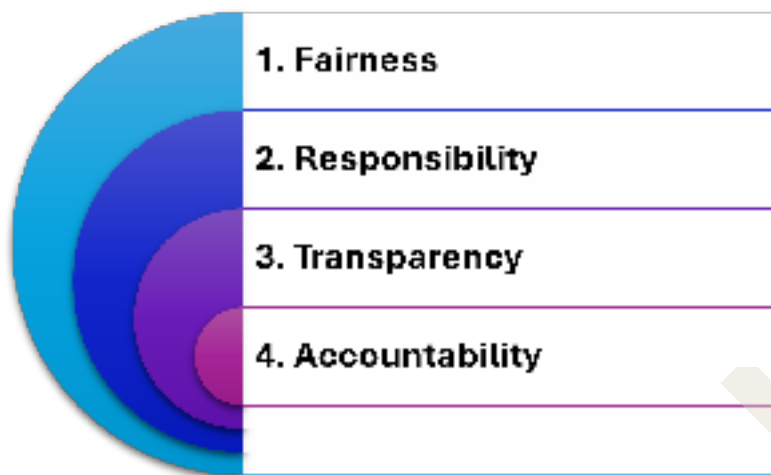 1. Fairness
2. Responsibility
3. Transparency
4. Accountability